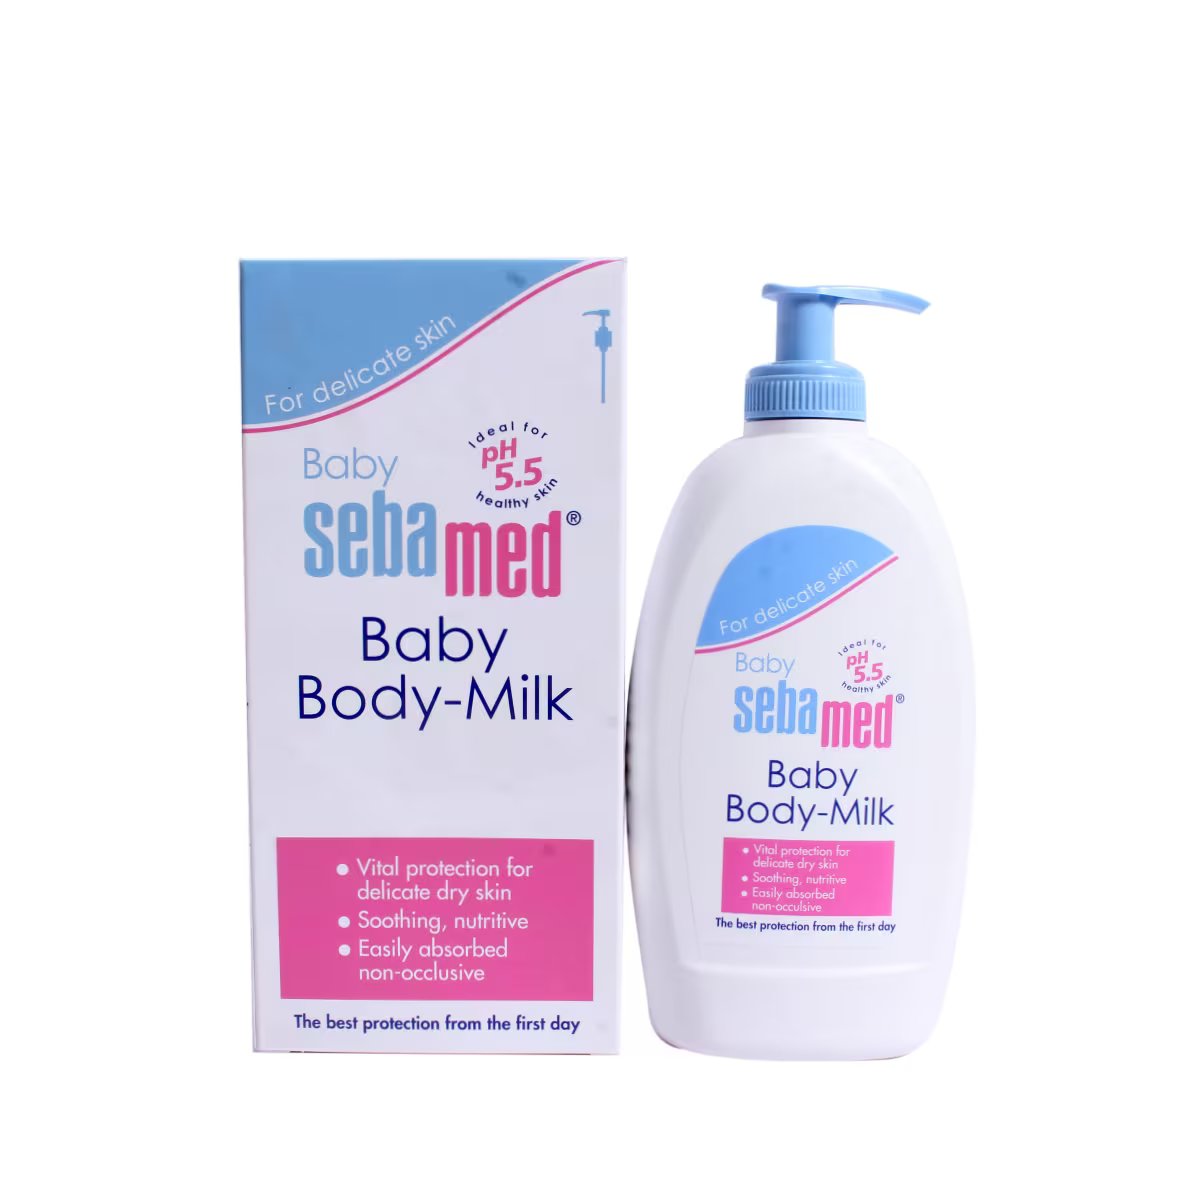 For delicate skin
Ideal for
pH
5.5
healthy skin
Baby
sebamed®
Baby
Body-Milk
• Vital protection for
delicate dry skin
• Soothing, nutritive
• Easily absorbed
non-occlusive
The best protection from the first day
For delicate skin
Ideal for
pH
5.5
healthy skin
Baby
sebamed®
Baby
Body-Milk
• Vital protection for
delicate dry skin
• Soothing, nutritive
• Easily absorbed
non-occulsive
The best protection from the first day